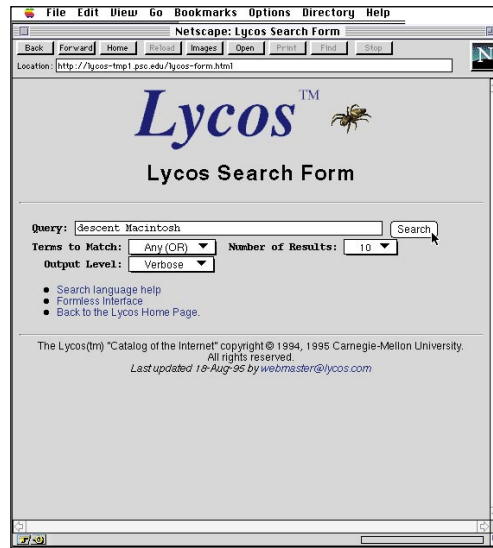 File Edit View Go Bookmarks Options Directory Help
Netscape: Lycos Search Form
Back Forward Home Reload Images Open Print Find Stop
Location: http://lycos-tmp1.psc.edu/lycos-form.html
N
Lycos™
Lycos Search Form
Query: descent Macintosh Search
Terms to Match: Any (OR) Number of Results: 10
Output Level: Verbose
Search language help
Formless Interface
Back to the Lycos Home Page.
The Lycos(tm) "Catalog of the Internet" copyright © 1994, 1995 Carnegie-Mellon University.
All rights reserved.
Last updated 18-Aug-95 by webmaster@lycos.com